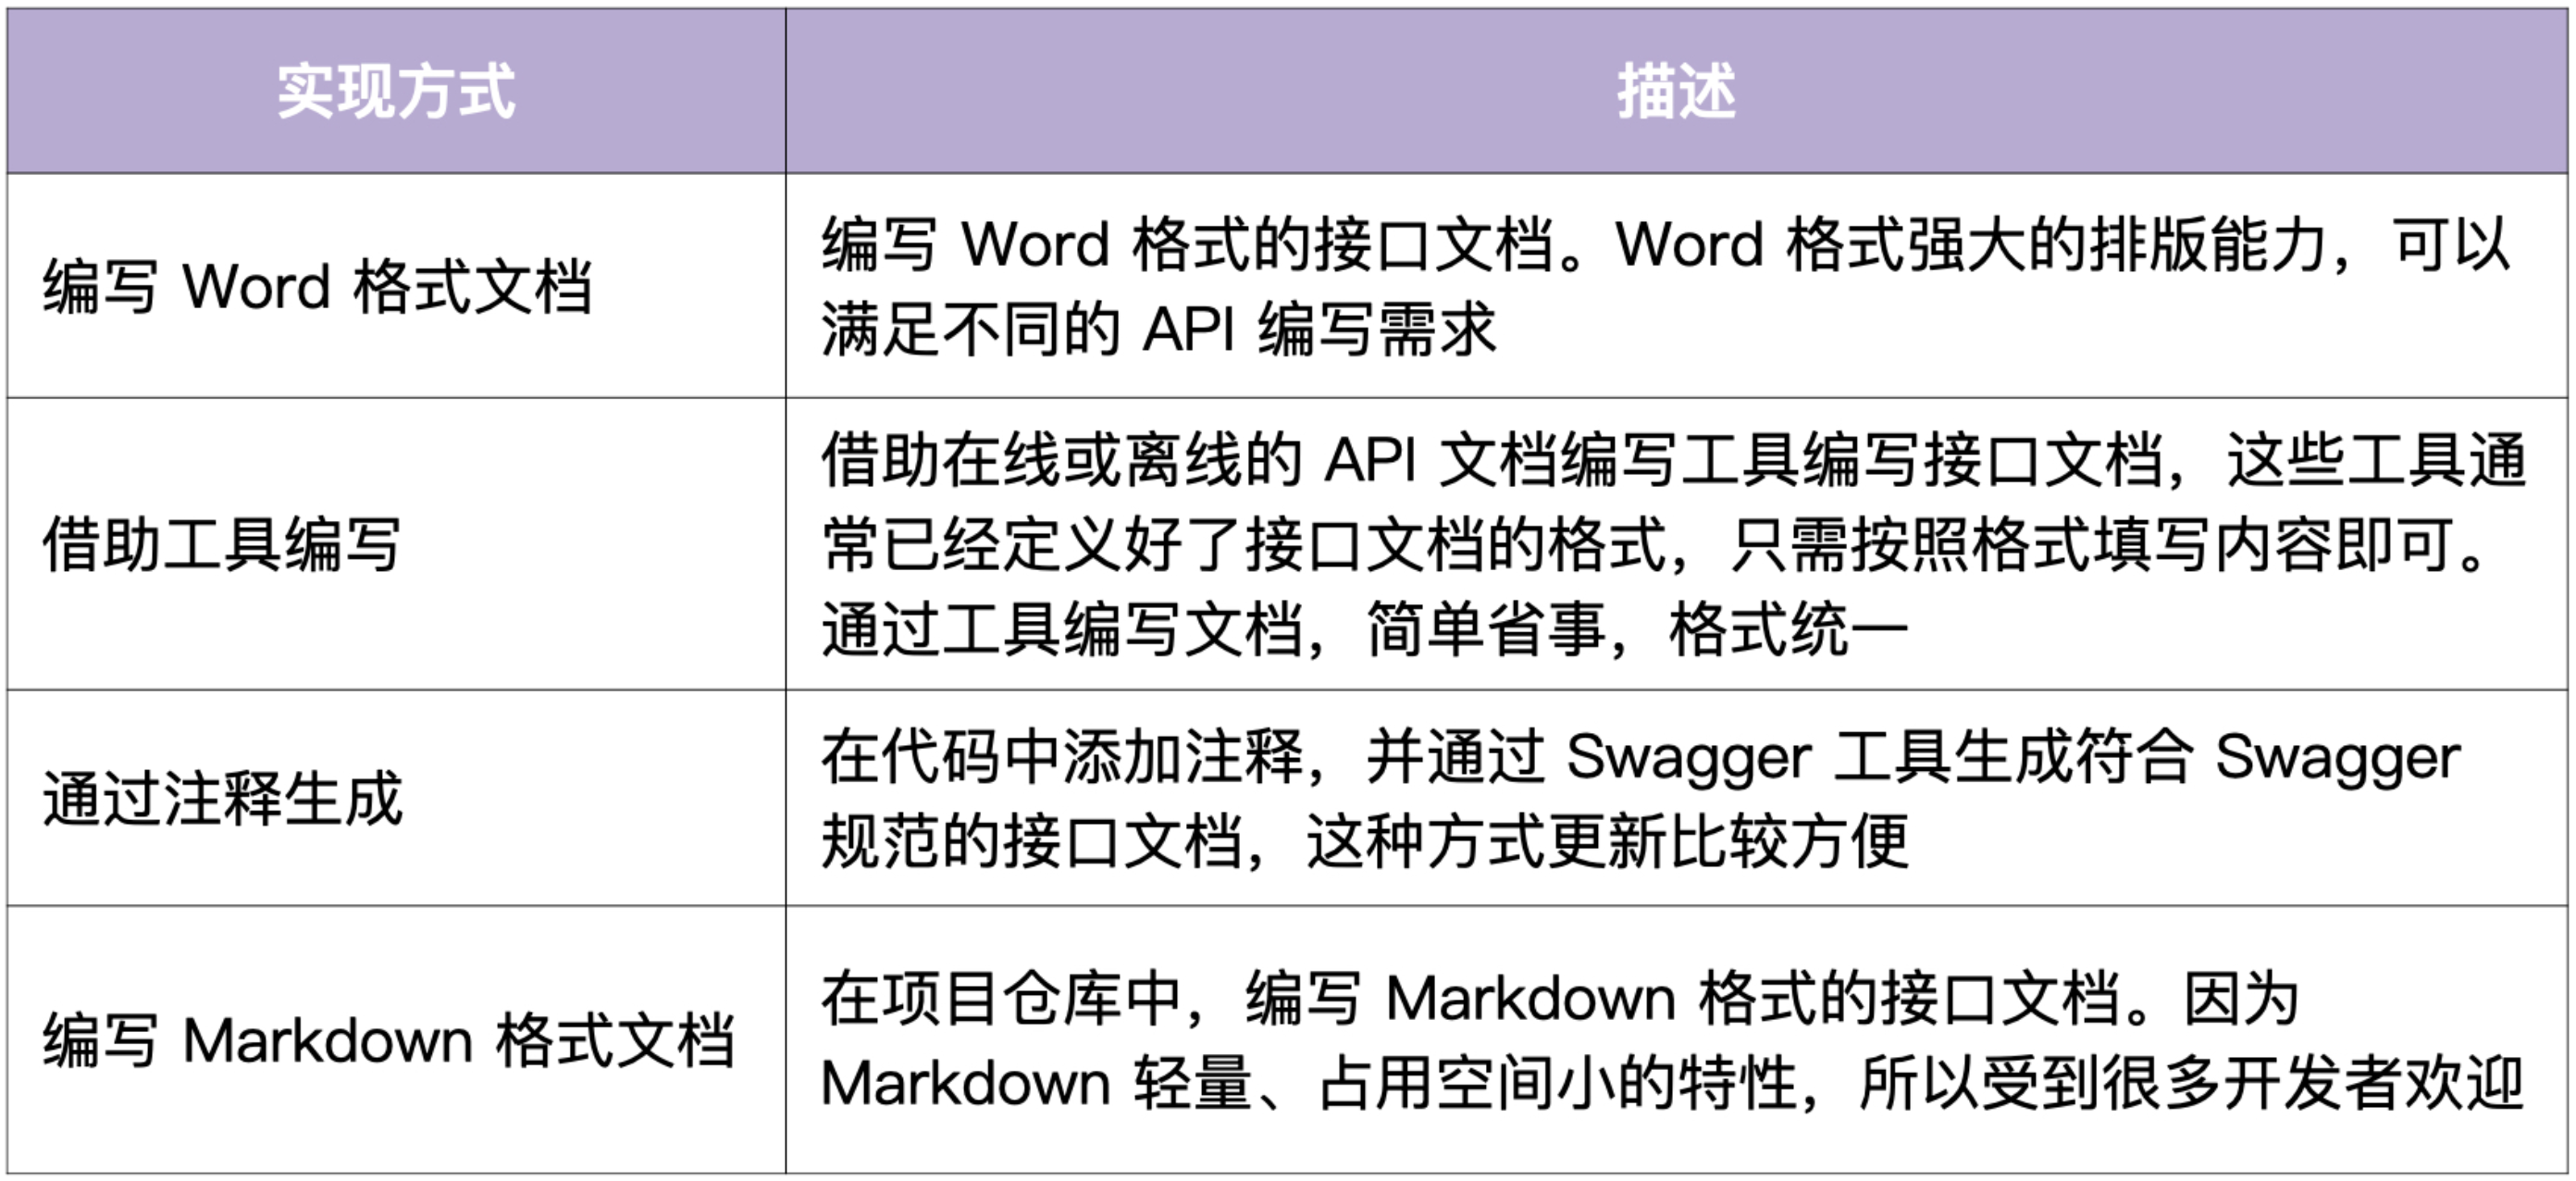 实现方式
描述
编写 Word 格式文档
编写 Word 格式的接口文档。Word 格式强大的排版能力，可以
满足不同的 API 编写需求
借助工具编写
借助在线或离线的 API 文档编写工具编写接口文档，这些工具通
常已经定义好了接口文档的格式，只需按照格式填写内容即可。
通过工具编写文档，简单省事，格式统一
通过注释生成
在代码中添加注释，并通过 Swagger 工具生成符合 Swagger
规范的接口文档，这种方式更新比较方便
编写 Markdown 格式文档
在项目仓库中，编写 Markdown 格式的接口文档。因为
Markdown 轻量、占用空间小的特性，所以受到很多开发者欢迎